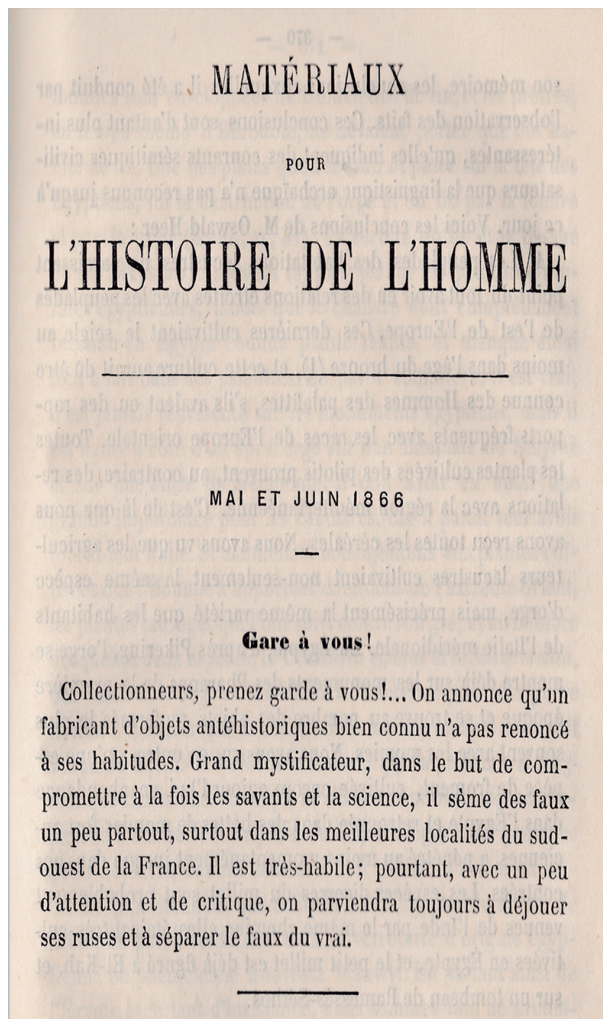 MATÉRIAUX
POUR
L'HISTOIRE DE L'HOMME
MAI ET JUIN 1866
Gare à vous!
Collectionneurs, prenez garde à vous!... On annonce qu'un
fabricant d'objets antéhistoriques bien connu n'a pas renoncé
à ses habitudes. Grand mystificateur, dans le but de com-
promettre à la fois les savants et la science, il sème des faux
un peu partout, surtout dans les meilleures localités du sud-
ouest de la France. Il est très-habile; pourtant, avec un peu
d'attention et de critique, on parviendra toujours à déjouer
ses ruses et à séparer le faux du vrai.